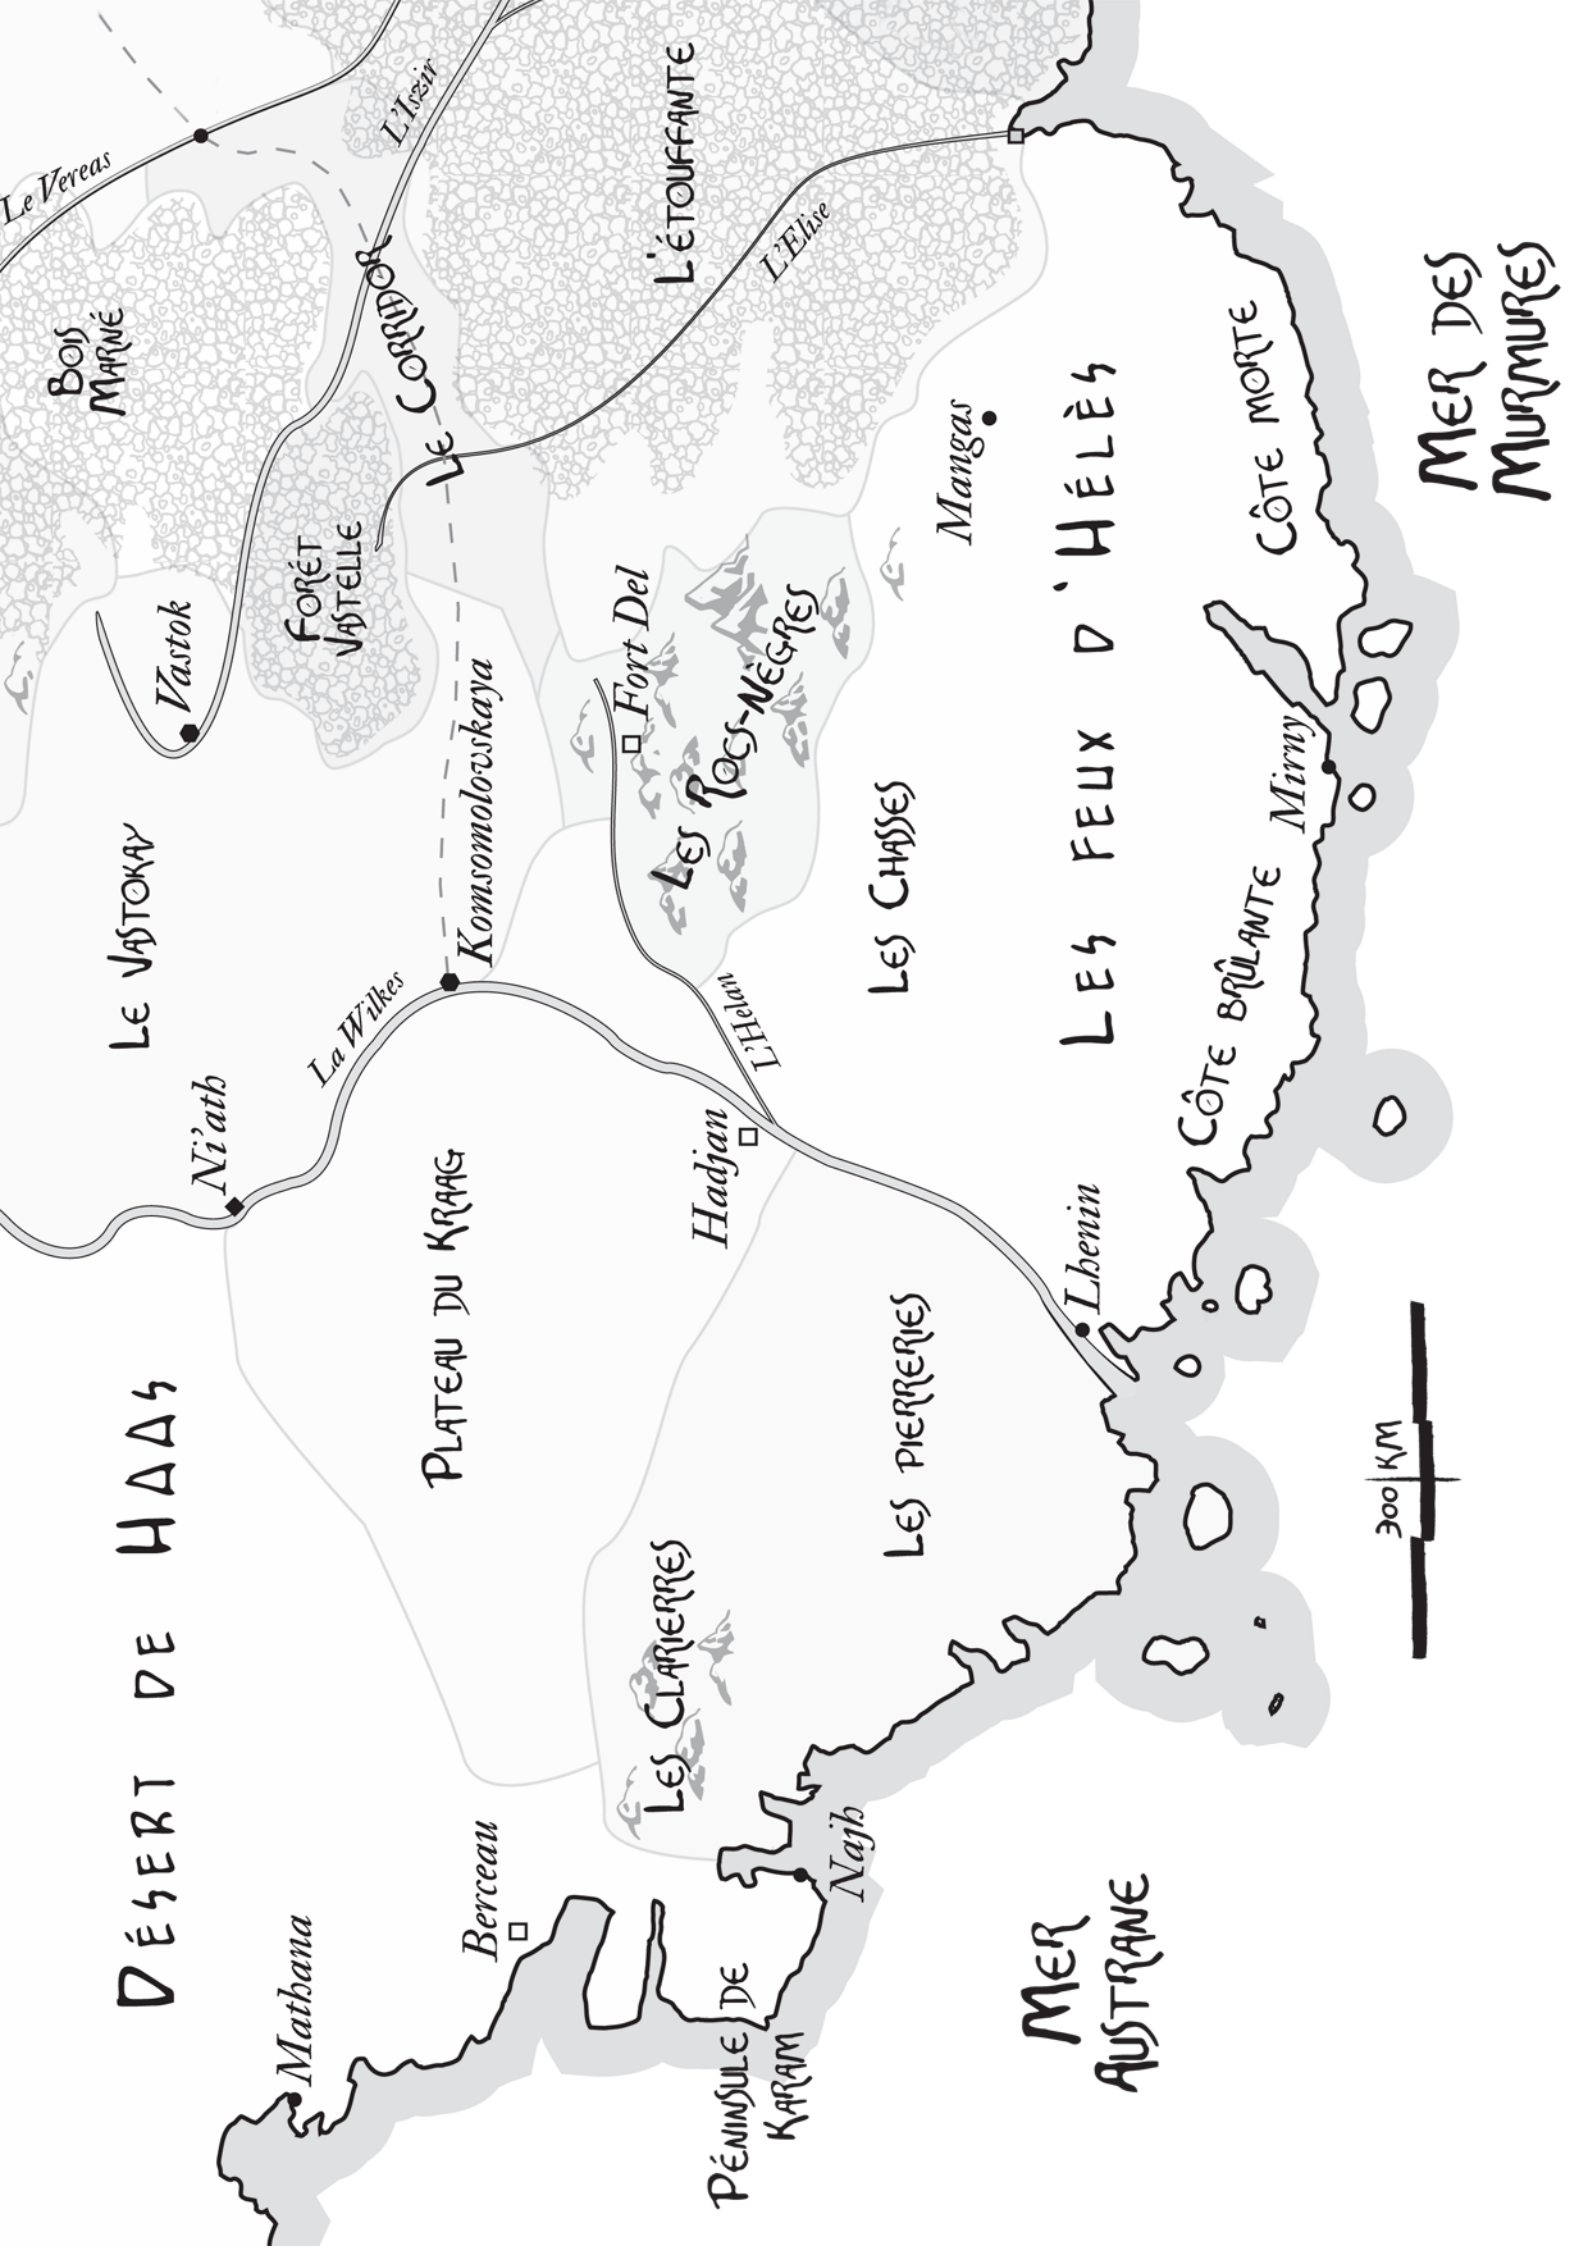 DÉSERT DE HAAS
LE VASTOKAY
BOIS
MARNÉ
Le Vereas
Vastok
Ni'ath
Mathana
FORÊT
VASTELLE
L'Iszir
LE CORRIDOR
La Wilkes
Komsomolovskaya
PLATEAU DU KRAAG
Berceau
Fort Del
LES ROCS-NÈGRES
L'ÉTOUFFANTE
L'Elise
LES CLARIERRES
Hadjan
L'Helan
PÉNINSULE DE
KARAM
Najh
LES PIERRERIES
LES CHASSES
Mangas
LES FEUX D'HÉLÈS
Lhenin
CÔTE BRÛLANTE
Mirny
CÔTE MORTE
MER
AUSTRANE
300 KM
MER DES
MURMURES